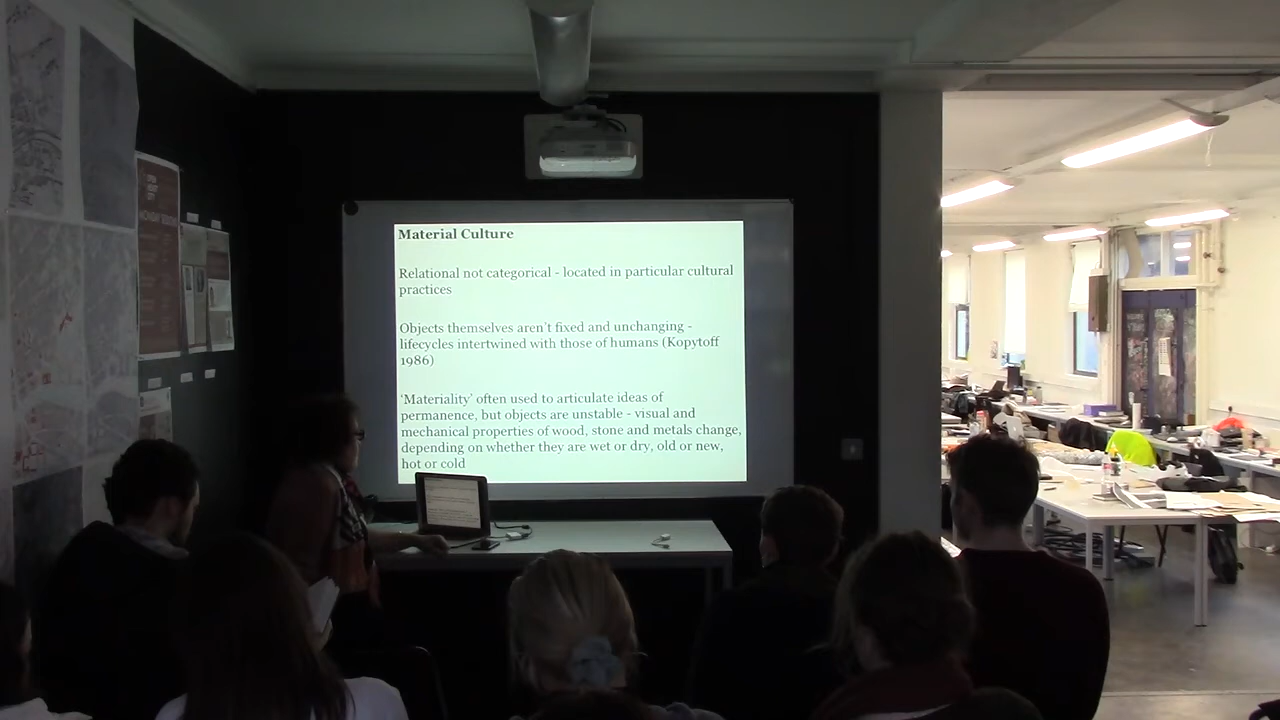 Material Culture
Relational not categorical - located in particular cultural
practices
Objects themselves aren't fixed and unchanging -
lifecycles intertwined with those of humans (Kopytoff
1986)
'Materiality' often used to articulate ideas of
permanence, but objects are unstable - visual and
mechanical properties of wood, stone and metals change,
depending on whether they are wet or dry, old or new,
hot or cold